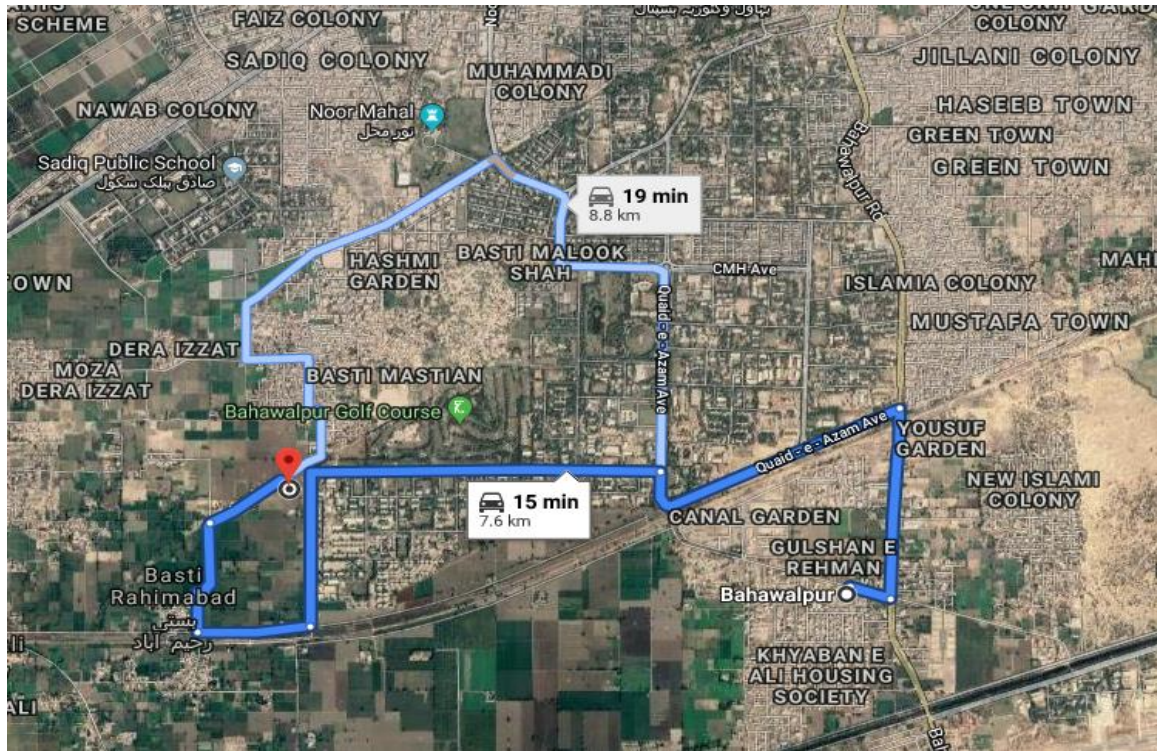 SCHEME
FAIZ COLONY
COLONY
SADIQ COLONY
MUHAMMADI
COLONY
JILLANI COLONY
NAWAB COLONY
Noor Mahal
نور محل
HASEEB TOWN
GREEN TOWN
GREEN TOWN
Sadiq Public School
صادق پبلک سکول
Bahawalpur Rd
19 min
8.8 km
HASHMI
GARDEN
BASTI MALOOK
SHAH
CMH Ave
TOWN
ISLAMIA COLONY
MUSTAFA TOWN
Quaid - e - Azam Ave
DERA IZZAT
MOZA
DERA IZZAT
BASTI MASTIAN
Bahawalpur Golf Course
Quaid - e - Azam Ave
YOUSUF
GARDEN
NEW ISLAMI
COLONY
15 min
7.6 km
CANAL GARDEN
GULSHAN E
REHMAN
Basti
Rahimabad
بستی
رحیم آباد
Bahawalpur
KHYABAN E
ALI HOUSING
SOCIETY